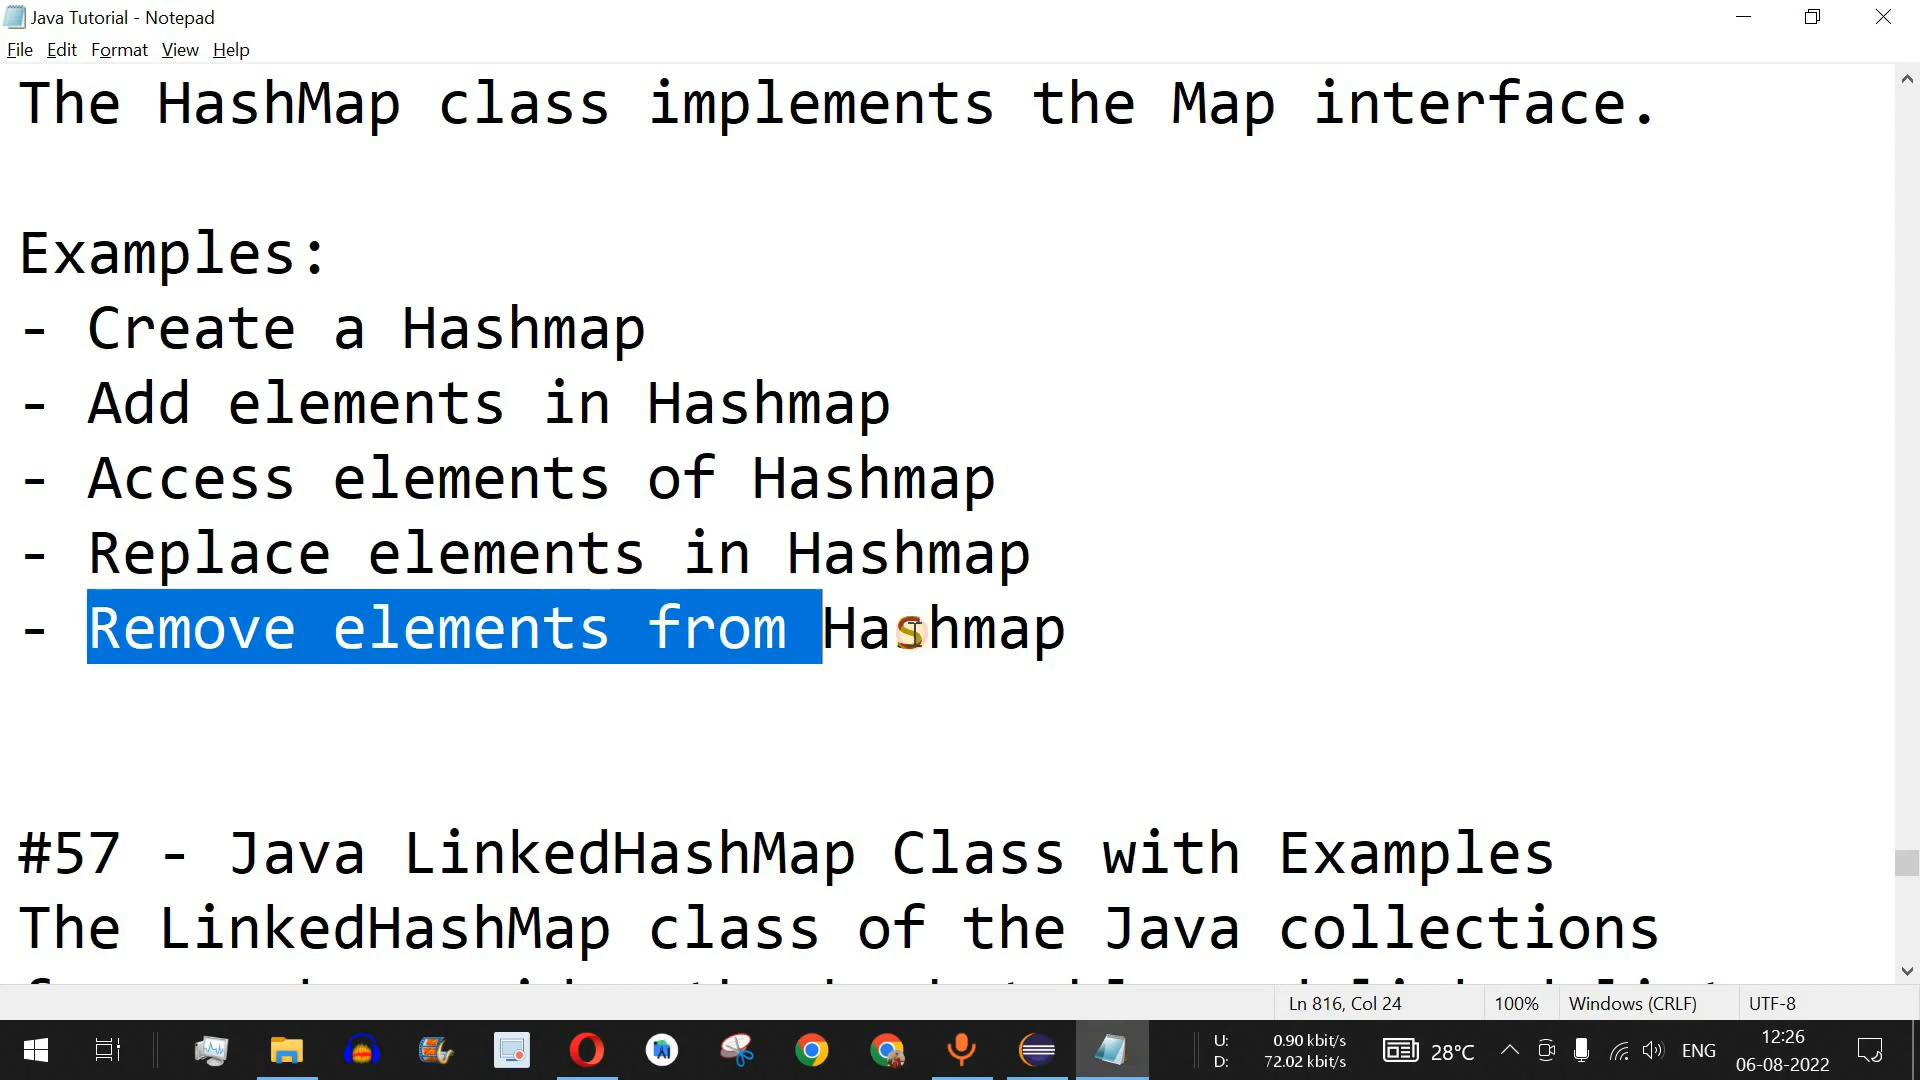 Java Tutorial - Notepad
File Edit Format View Help
The HashMap class implements the Map interface.
Examples:
- Create a Hashmap
- Add elements in Hashmap
- Access elements of Hashmap
- Replace elements in Hashmap
- Remove elements from Hashmap
#57 - Java LinkedHashMap Class with Examples
The LinkedHashMap class of the Java collections
Ln 816, Col 24
100%
Windows (CRLF)
UTF-8
U: 0.90 kbit/s
D: 72.02 kbit/s
28°C
ENG
12:26
06-08-2022